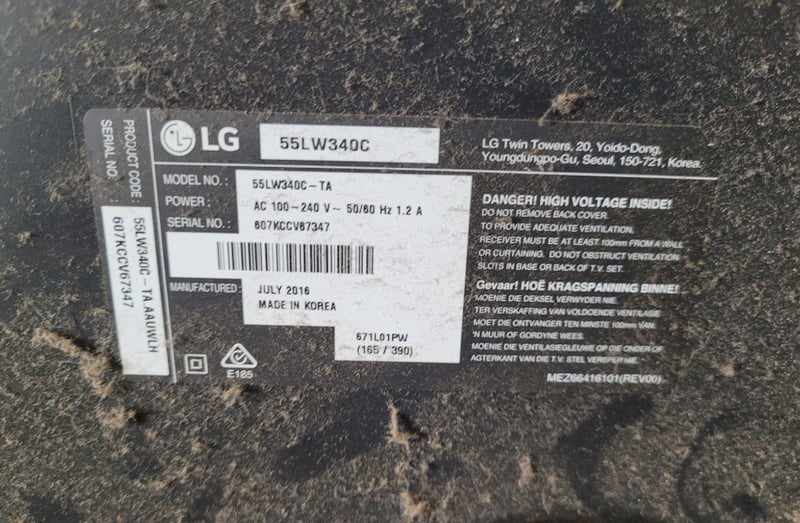 LG
55LW340C
LG Twin Towers, 20, Yoido-Dong,
Youngdungpo-Gu, Seoul, 150-721, Korea.
PRODUCT CODE : 55LW340C-TA.AAUWLH
SERIAL NO. : 607KCCV67347
MODEL NO. : 55LW340C-TA
POWER : AC 100-240 V~ 50/60 Hz 1.2 A
SERIAL NO. : 607KCCV67347
MANUFACTURED : JULY 2016
MADE IN KOREA
671L01PW
(165 / 390)
E185
DANGER! HIGH VOLTAGE INSIDE!
DO NOT REMOVE BACK COVER.
TO PROVIDE ADEQUATE VENTILATION,
RECEIVER MUST BE AT LEAST 100mm FROM A WALL
OR CURTAINING. DO NOT OBSTRUCT VENTILATION
SLOTS IN BASE OR BACK OF T.V. SET.
Gevaar! HOË KRAGSPANNING BINNE!
MOENIE DIE DEKSEL VERWYDER NIE.
TER VERSKAFFING VAN VOLDOENDE VENTILASIE
MOET DIE ONTVANGER TEN MINSTE 100mm VAN
'N MUUR OF GORDYNE WEES.
MOENIE DIE VENTILASIEGLEUWE OP DIE ONDER OF
AGTERKANT VAN DIE T.V. STEL VERSPER NIE.
MEZ66416101(REV00)